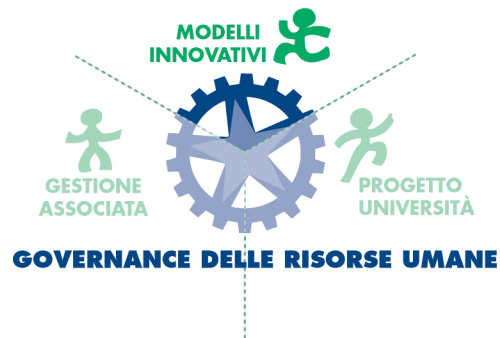 MODELLI
INNOVATIVI
GESTIONE
ASSOCIATA
PROGETTO
UNIVERSITÀ
GOVERNANCE DELLE RISORSE UMANE